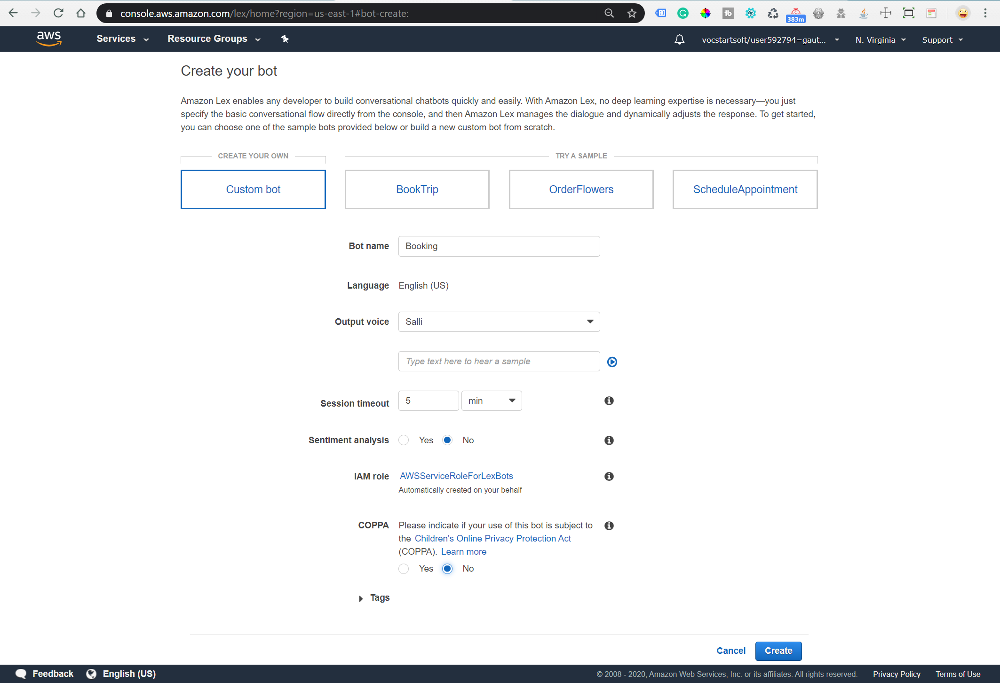 console.aws.amazon.com/lex/home?region=us-east-1#bot-create:
383m
aws Services Resource Groups vocstartsoft/user592794=gaut... N. Virginia Support
Create your bot
Amazon Lex enables any developer to build conversational chatbots quickly and easily. With Amazon Lex, no deep learning expertise is necessary—you just
specify the basic conversational flow directly from the console, and then Amazon Lex manages the dialogue and dynamically adjusts the response. To get started,
you can choose one of the sample bots provided below or build a new custom bot from scratch.
CREATE YOUR OWN TRY A SAMPLE
Custom bot BookTrip OrderFlowers ScheduleAppointment
Bot name Booking
Language English (US)
Output voice Salli
Type text here to hear a sample
Session timeout 5 min
Sentiment analysis Yes No
IAM role AWSServiceRoleForLexBots
Automatically created on your behalf
COPPA Please indicate if your use of this bot is subject to
the Children's Online Privacy Protection Act
(COPPA). Learn more
Yes No
Tags
Cancel Create
Feedback English (US) © 2008 - 2020, Amazon Web Services, Inc. or its affiliates. All rights reserved. Privacy Policy Terms of Use